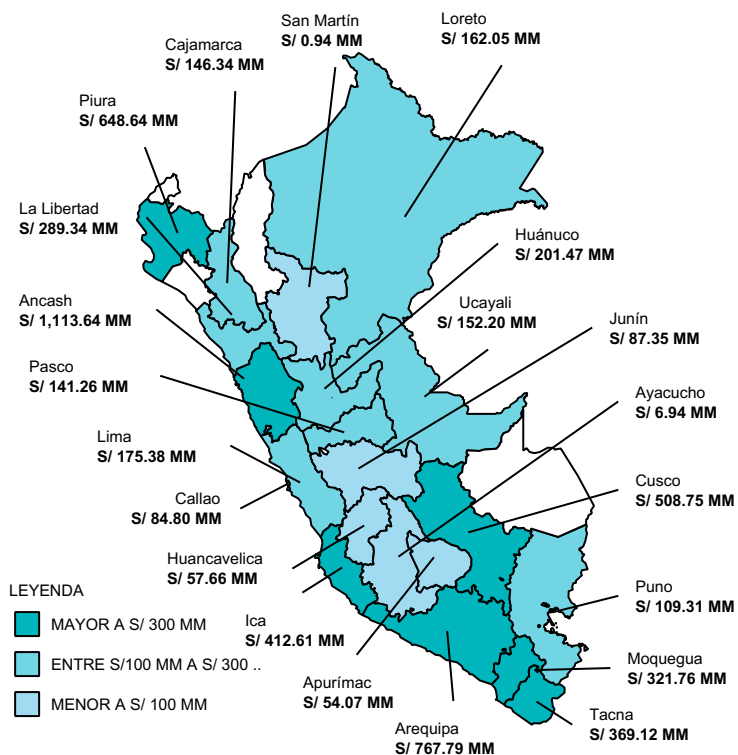 San Martín
S/ 0.94 MM
Loreto
S/ 162.05 MM
Cajamarca
S/ 146.34 MM
Piura
S/ 648.64 MM
La Libertad
S/ 289.34 MM
Huánuco
S/ 201.47 MM
Ancash
S/ 1,113.64 MM
Ucayali
S/ 152.20 MM
Junín
S/ 87.35 MM
Pasco
S/ 141.26 MM
Ayacucho
S/ 6.94 MM
Lima
S/ 175.38 MM
Callao
S/ 84.80 MM
Cusco
S/ 508.75 MM
Huancavelica
S/ 57.66 MM
Puno
S/ 109.31 MM
Ica
S/ 412.61 MM
Moquegua
S/ 321.76 MM
Apurímac
S/ 54.07 MM
Tacna
S/ 369.12 MM
Arequipa
S/ 767.79 MM
LEYENDA
MAYOR A S/ 300 MM
ENTRE S/100 MM A S/ 300 ..
MENOR A S/ 100 MM